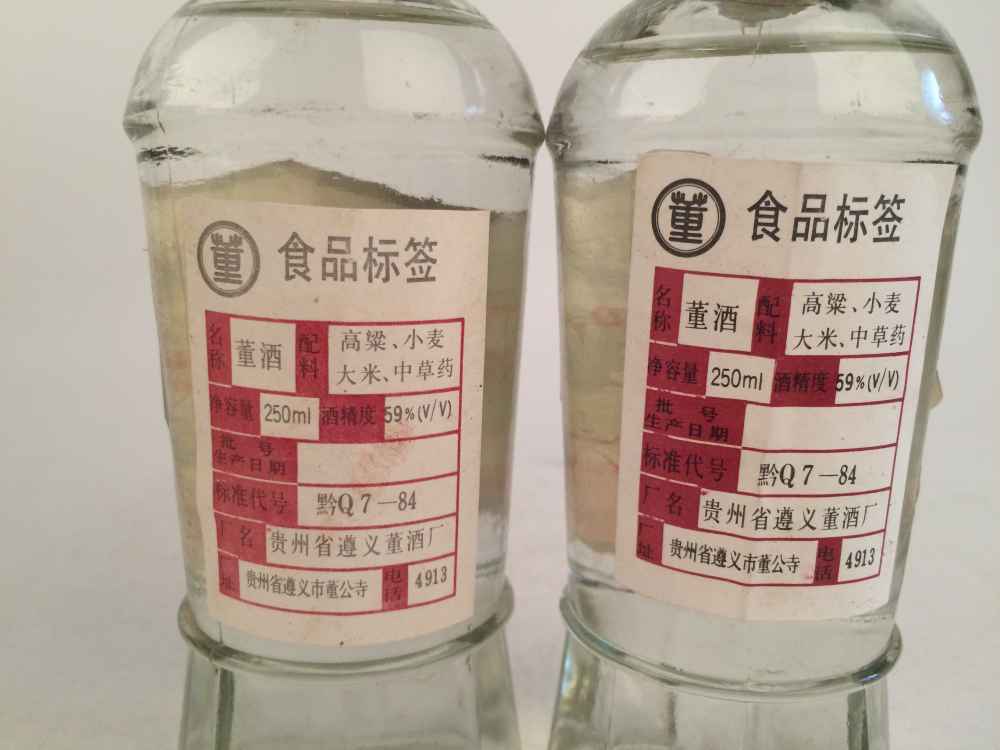 董 食品标签
名称 董酒 配料 高粱、小麦
大米、中草药
净容量 250ml 酒精度 59%(V/V)
批号
生产日期
标准代号 黔Q7—84
厂名 贵州省遵义董酒厂
厂址 贵州省遵义市董公寺 电话 4913
董 食品标签
名称 董酒 配料 高粱、小麦
大米、中草药
净容量 250ml 酒精度 59%(V/V)
批号
生产日期
标准代号 黔Q7—84
厂名 贵州省遵义董酒厂
厂址 贵州省遵义市董公寺 电话 4913